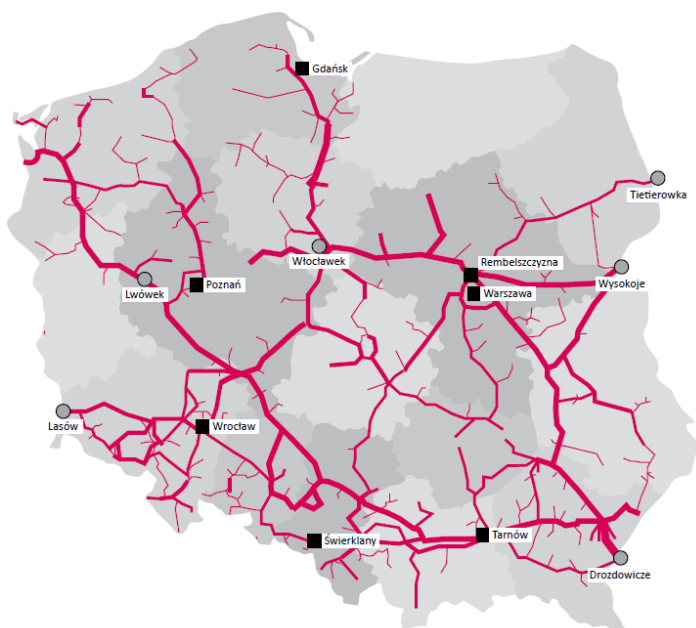 Gdańsk
Tietierowka
Włocławek
Rembelszczyzna
Wysokoje
Lwówek
Poznań
Warszawa
Lasów
Wrocław
Świerklany
Tarnów
Drozdowicze